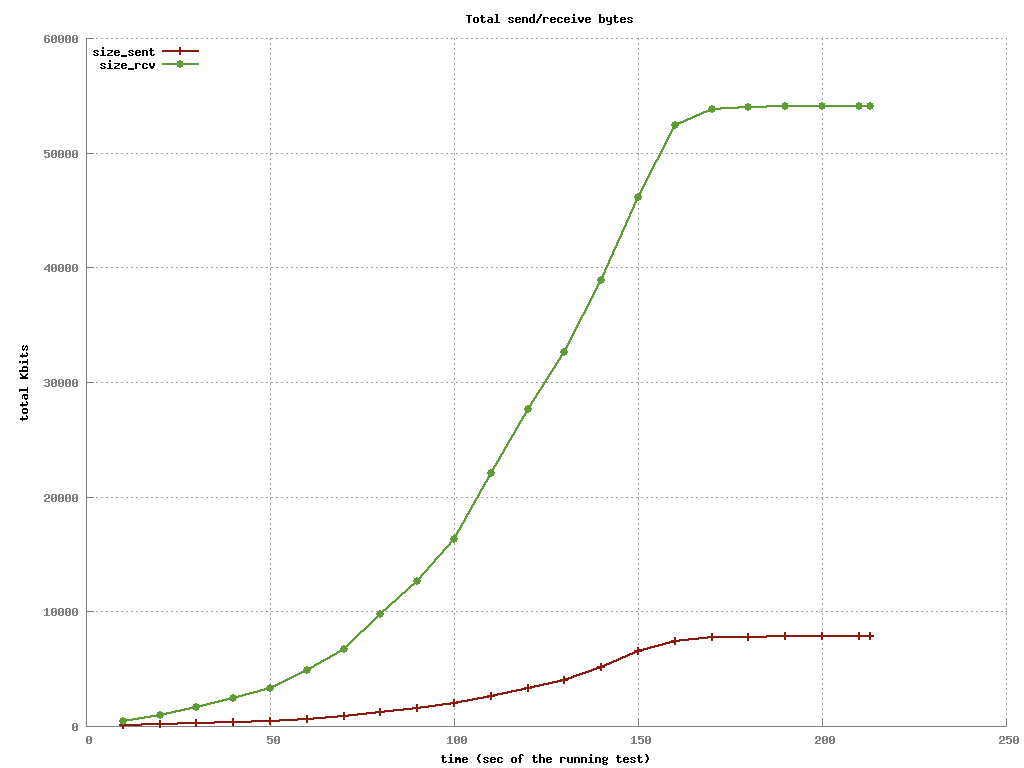 Total send/receive bytes
60000
size_sent
size_rcv
50000
40000
30000
total Kbits
20000
10000
0
0 50 100 150 200 250
time (sec of the running test)